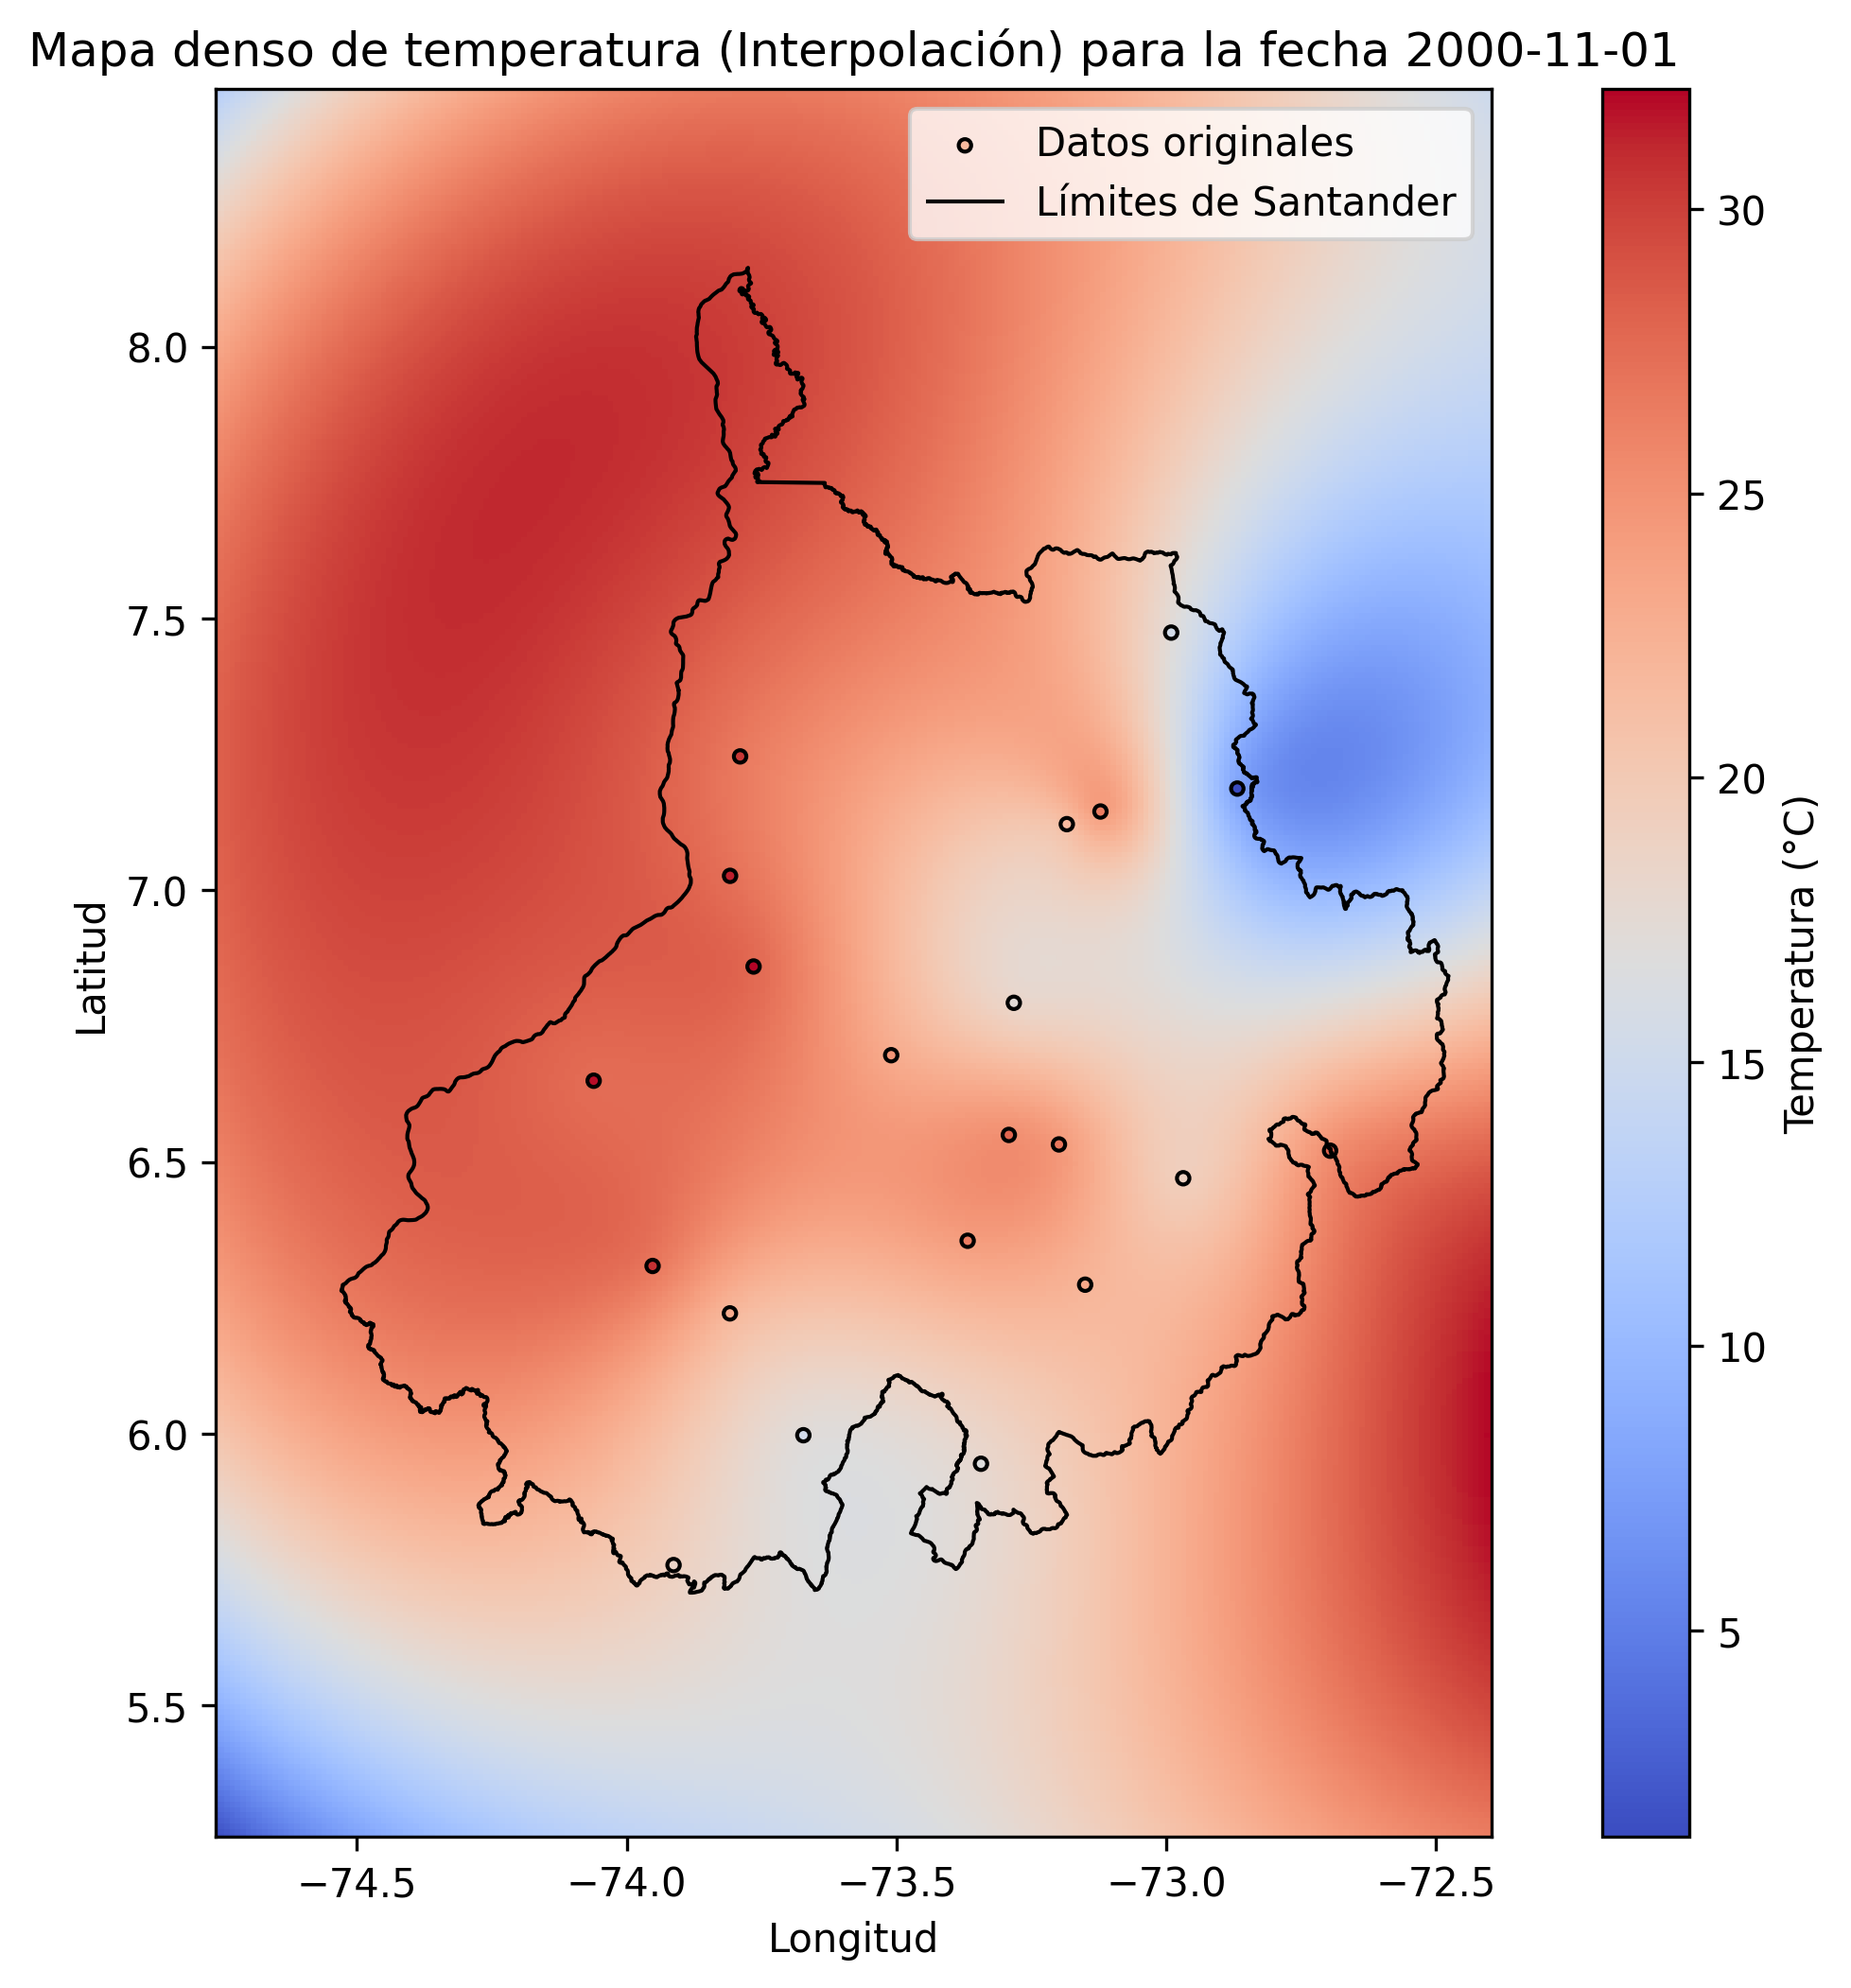 Mapa denso de temperatura (Interpolación) para la fecha 2000-11-01
Datos originales
Límites de Santander
8.0
7.5
7.0
6.5
6.0
5.5
Latitud
−74.5
−74.0
−73.5
−73.0
−72.5
Longitud
30
25
20
15
10
5
Temperatura (°C)